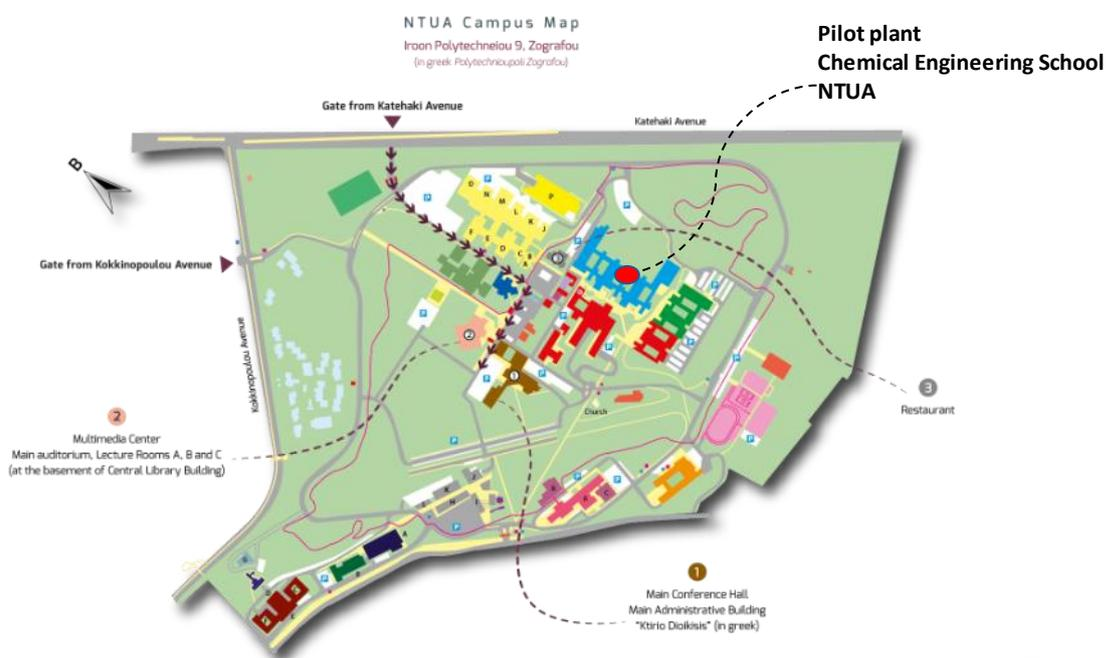 NTUA Campus Map
Iroon Polytechneiou 9, Zografou
(in greek Polytechnioupoli Zografou)
Pilot plant
Chemical Engineering School
NTUA
Gate from Katehaki Avenue
Katehaki Avenue
B
Gate from Kokkinopoulou Avenue
Kokkinopoulou Avenue
P
D
N
M
L
K
J
P
F
E
D
C
B
A
3
2
1
Church
3
Restaurant
2
Multimedia Center
Main auditorium, Lecture Rooms A, B and C
(at the basement of Central Library Building)
K
J
H
I
A
C
A
B
1
Main Conference Hall
Main Administrative Building
"Ktirio Dioikisis" (in greek)